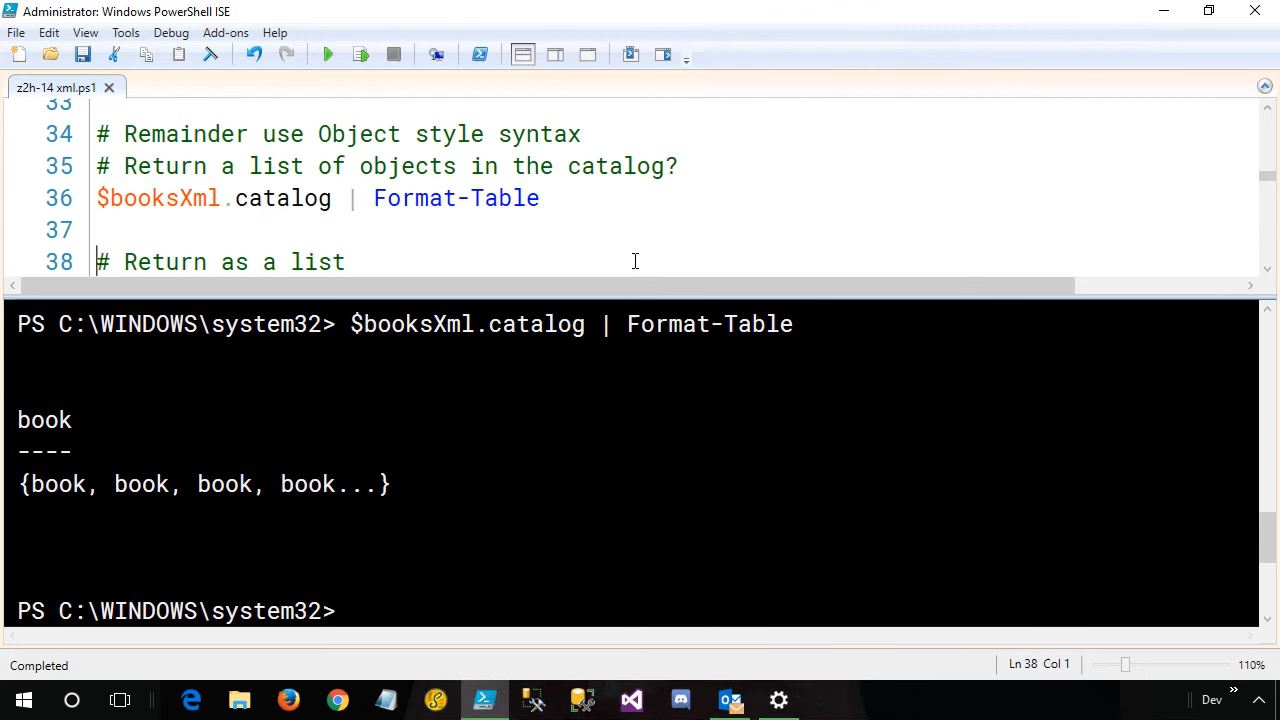 Administrator: Windows PowerShell ISE
File Edit View Tools Debug Add-ons Help
z2h-14 xml.ps1
33
34 # Remainder use Object style syntax
35 # Return a list of objects in the catalog?
36 $booksXml.catalog | Format-Table
37
38 # Return as a list
PS C:\WINDOWS\system32> $booksXml.catalog | Format-Table
book
----
{book, book, book, book...}
PS C:\WINDOWS\system32>
Completed Ln 38 Col 1 110%
Dev